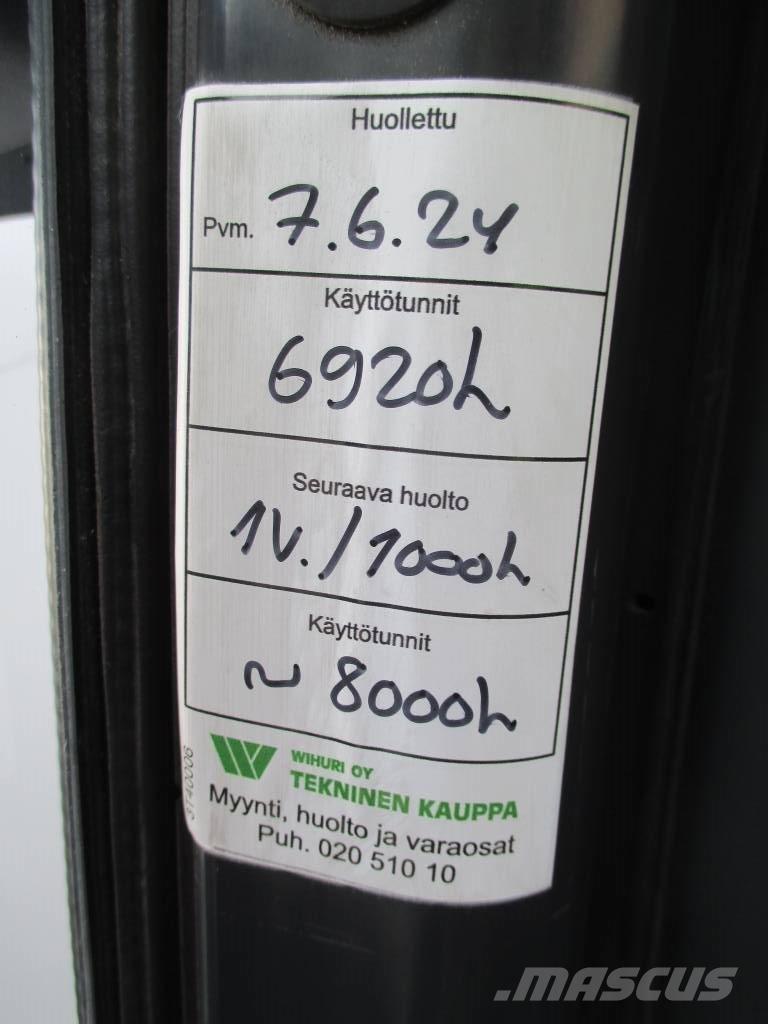 Huollettu
Pvm. 7.6.24
Käyttötunnit
6920h
Seuraava huolto
1V./1000h
Käyttötunnit
~ 8000h
WIHURI OY
TEKNINEN KAUPPA
Myynti, huolto ja varaosat
Puh. 020 510 10
ST40006
.MASCUS